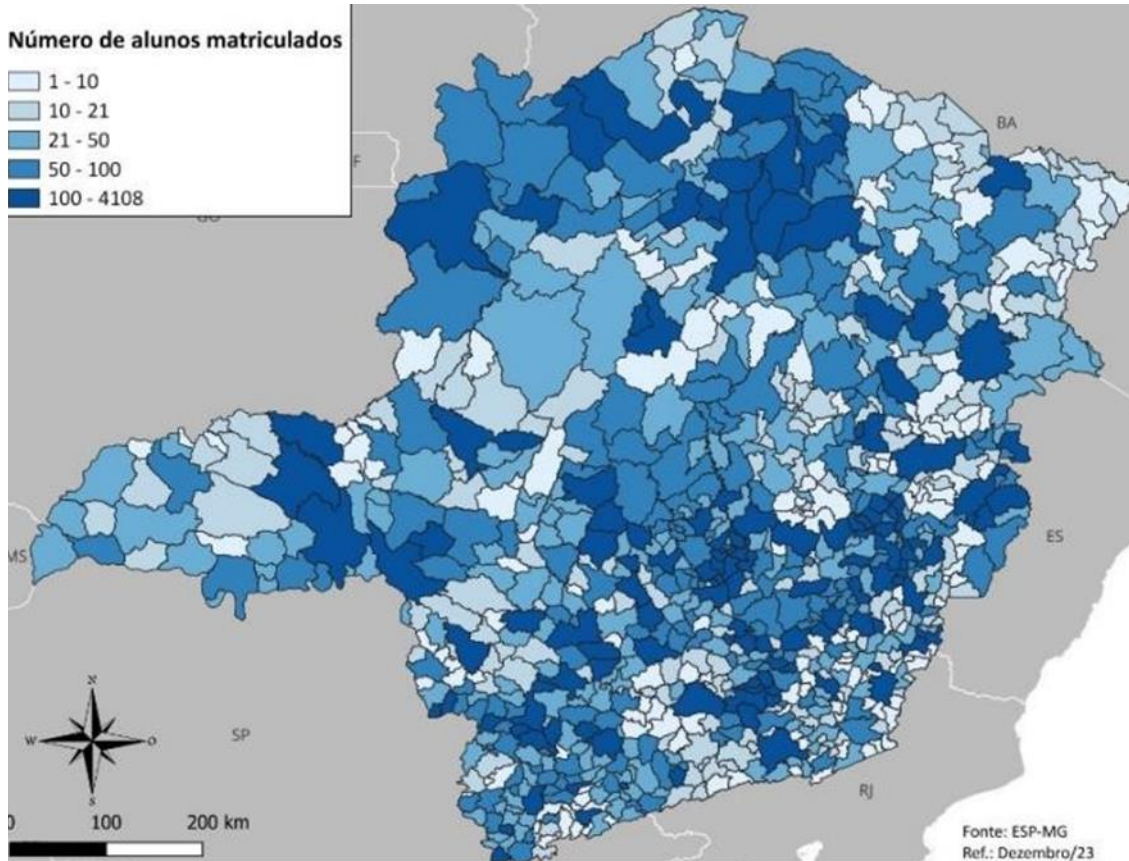 Número de alunos matriculados
1 - 10
10 - 21
21 - 50
50 - 100
100 - 4108
F
BA
MS
ES
SP
RJ
N
W
O
S
0 100 200 km
Fonte: ESP-MG
Ref.: Dezembro/23